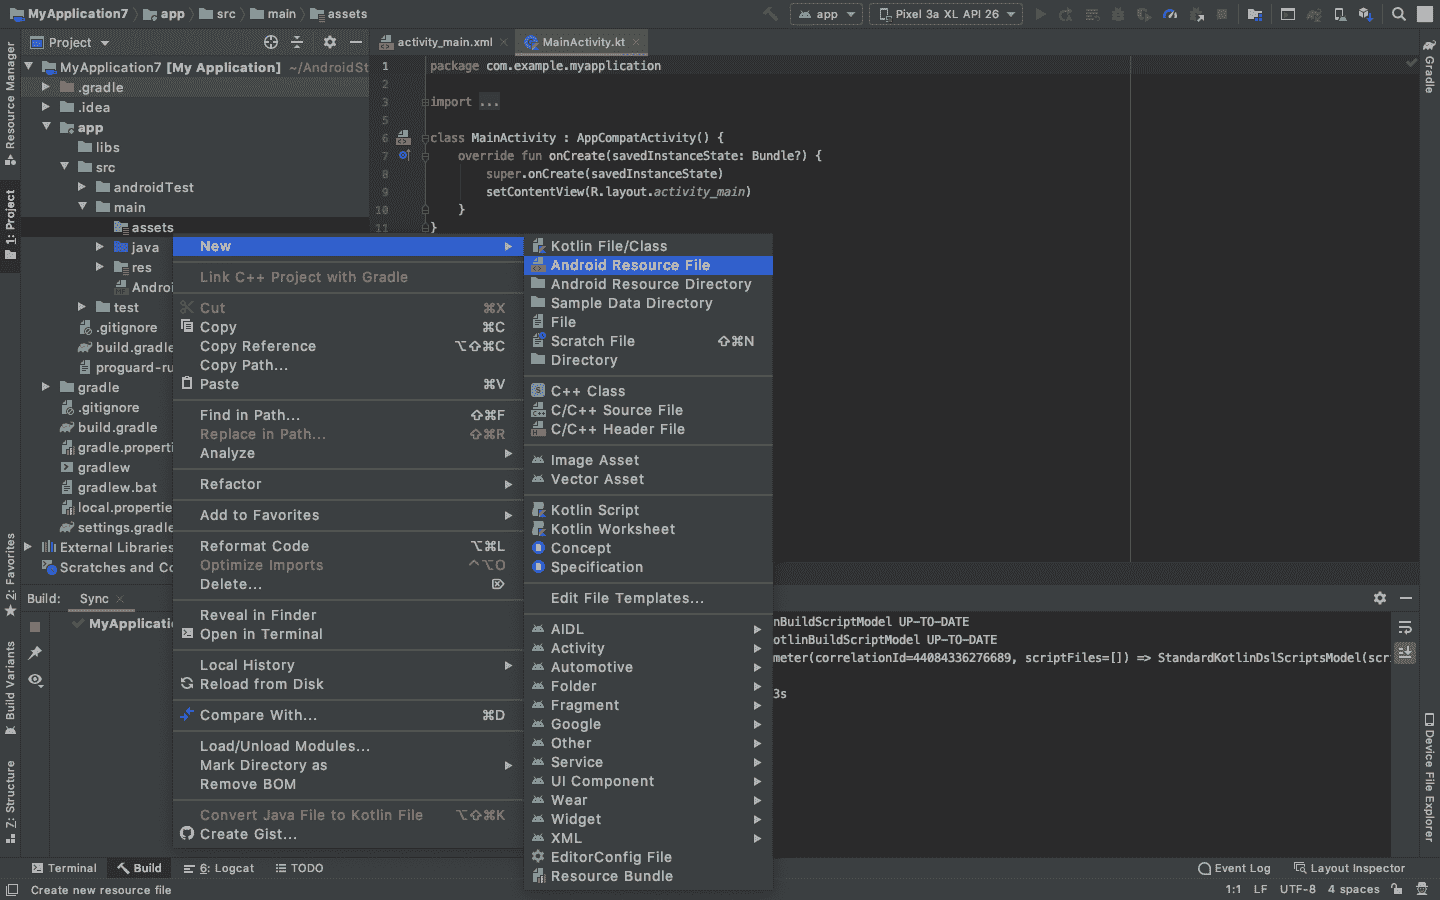 MyApplication7 app src main assets
app Pixel 3a XL API 26
Project
activity_main.xml MainActivity.kt
MyApplication7 [My Application] ~/AndroidSt
.gradle
.idea
app
libs
src
androidTest
main
assets
java
res
Androi
test
.gitignore
build.gradle
proguard-ru
gradle
.gitignore
build.gradle
gradle.properti
gradlew
gradlew.bat
local.propertie
settings.gradle
External Libraries
Scratches and Co
Resource Manager
1: Project
2: Favorites
Build Variants
Z: Structure
1 package com.example.myapplication
2
3 import ...
5
6 class MainActivity : AppCompatActivity() {
7 override fun onCreate(savedInstanceState: Bundle?) {
8 super.onCreate(savedInstanceState)
9 setContentView(R.layout.activity_main)
10 }
11 }
New
Link C++ Project with Gradle
Cut ⌘X
Copy ⌘C
Copy Reference ⌥⇧⌘C
Copy Path...
Paste ⌘V
Find in Path... ⇧⌘F
Replace in Path... ⇧⌘R
Analyze
Refactor
Add to Favorites
Reformat Code ⌥⌘L
Optimize Imports ^⌥O
Delete... ⌦
Reveal in Finder
Open in Terminal
Local History
Reload from Disk
Compare With... ⌘D
Load/Unload Modules...
Mark Directory as
Remove BOM
Convert Java File to Kotlin File ⌥⇧⌘K
Create Gist...
Kotlin File/Class
Android Resource File
Android Resource Directory
Sample Data Directory
File
Scratch File ⇧⌘N
Directory
C++ Class
C/C++ Source File
C/C++ Header File
Image Asset
Vector Asset
Kotlin Script
Kotlin Worksheet
Concept
Specification
Edit File Templates...
AIDL
Activity
Automotive
Folder
Fragment
Google
Other
Service
UI Component
Wear
Widget
XML
EditorConfig File
Resource Bundle
Gradle
Device File Explorer
Build: Sync
MyApplicati
nBuildScriptModel UP-TO-DATE
otlinBuildScriptModel UP-TO-DATE
meter(correlationId=44084336276689, scriptFiles=[]) => StandardKotlinDslScriptsModel(scri
3s
Terminal Build 6: Logcat TODO
Event Log Layout Inspector
Create new resource file
1:1 LF UTF-8 4 spaces